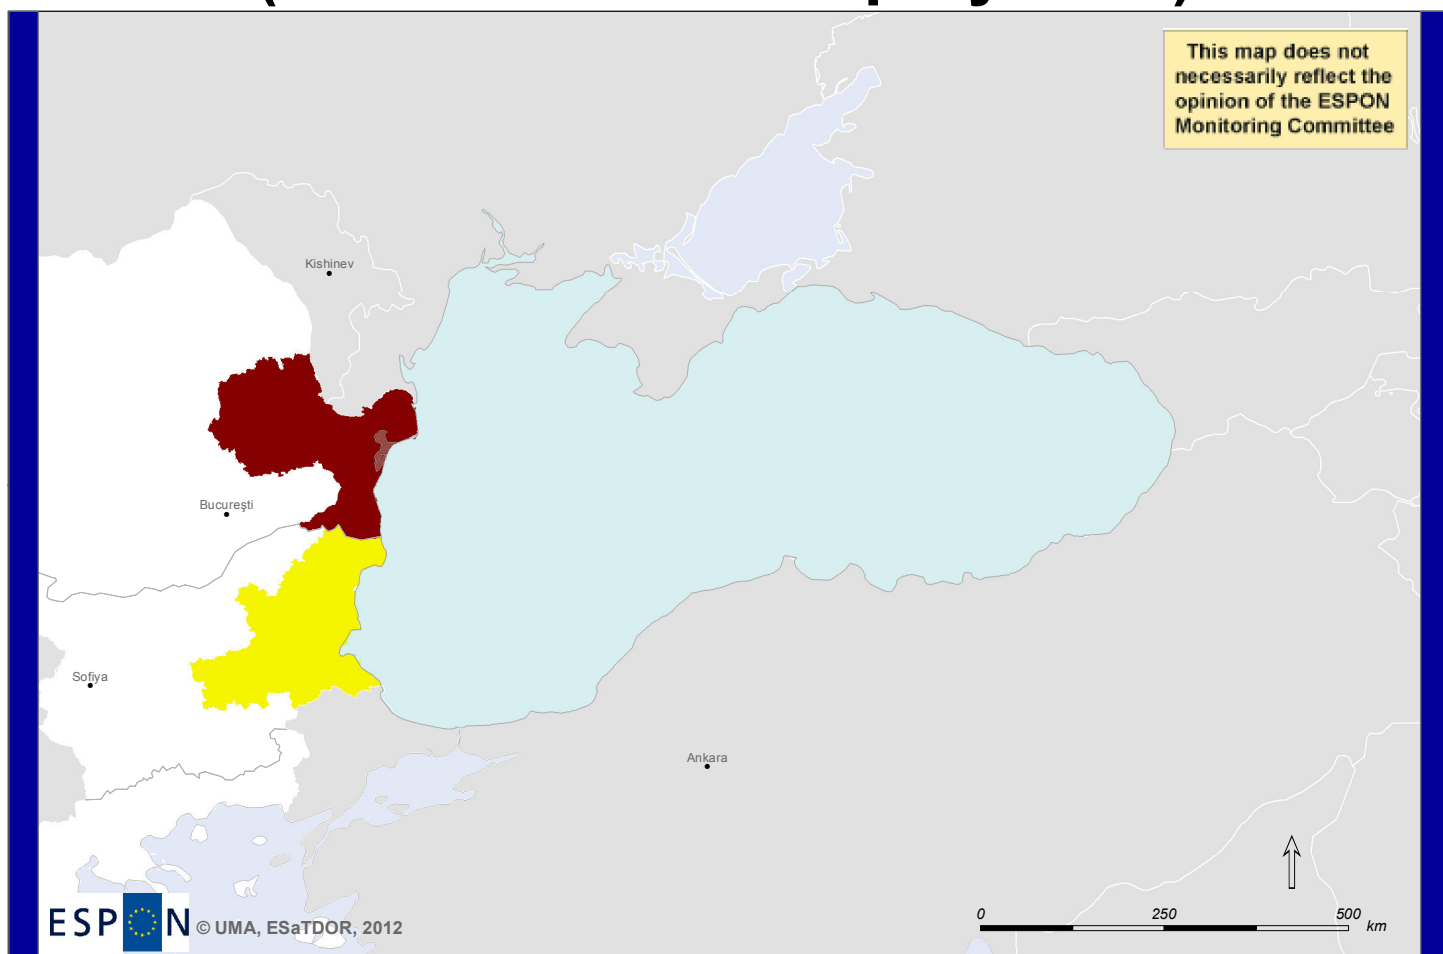 This map does not
necessarily reflect the
opinion of the ESPON
Monitoring Committee
Kishinev
Bucureşti
Sofiya
Ankara
0 250 500
km
ESPON © UMA, ESaTDOR, 2012